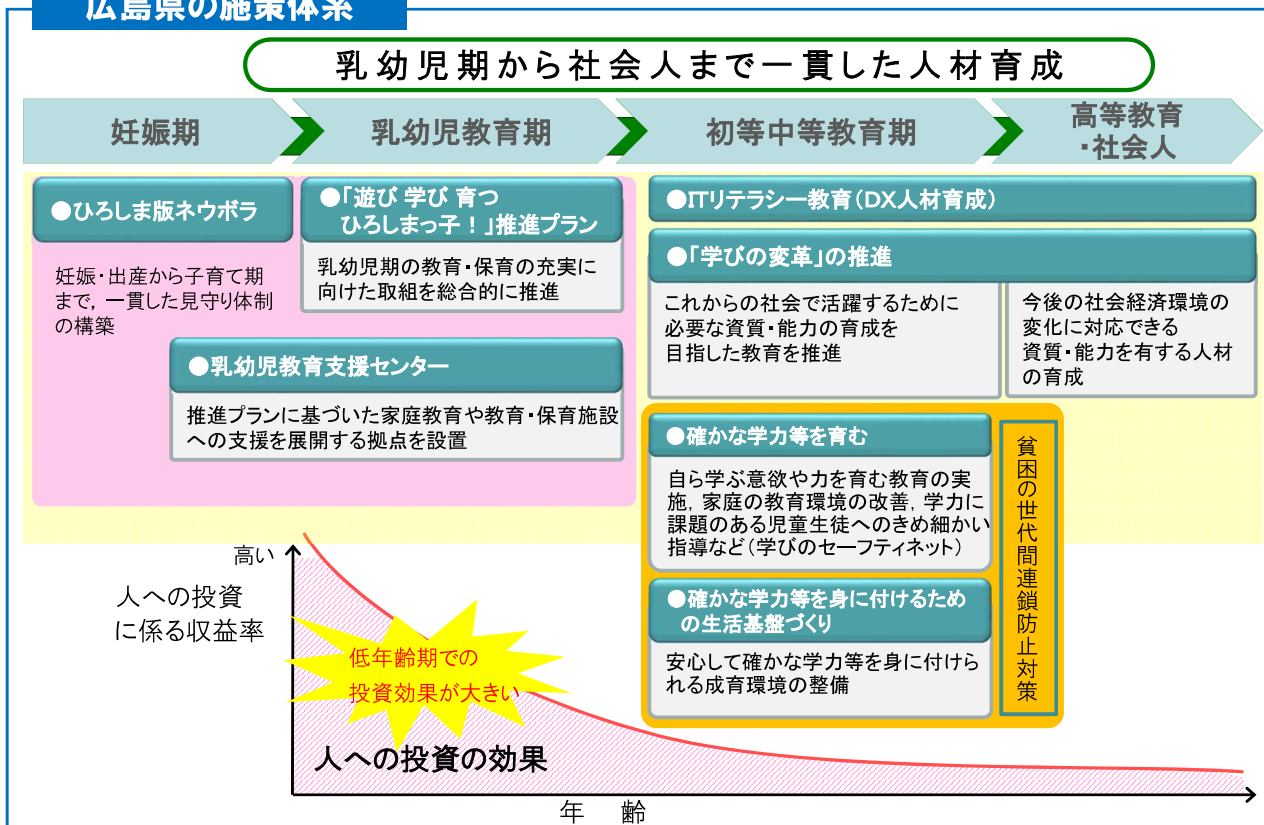 広島県の施策体系
乳幼児期から社会人まで一貫した人材育成
妊娠期
乳幼児教育期
初等中等教育期
高等教育
・社会人
●ひろしま版ネウボラ
妊娠・出産から子育て期
まで，一貫した見守り体制
の構築
●「遊び 学び 育つ
ひろしまっ子！」推進プラン
乳幼児期の教育・保育の充実に
向けた取組を総合的に推進
●乳幼児教育支援センター
推進プランに基づいた家庭教育や教育・保育施設
への支援を展開する拠点を設置
●ITリテラシー教育（DX人材育成）
●「学びの変革」の推進
これからの社会で活躍するために
必要な資質・能力の育成を
目指した教育を推進
今後の社会経済環境の
変化に対応できる
資質・能力を有する人材
の育成
●確かな学力等を育む
自ら学ぶ意欲や力を育む教育の実
施，家庭の教育環境の改善，学力に
課題のある児童生徒へのきめ細かい
指導など（学びのセーフティネット）
●確かな学力等を身に付けるため
の生活基盤づくり
安心して確かな学力等を身に付けら
れる成育環境の整備
貧困の世代間連鎖防止対策
高い
人への投資
に係る収益率
低年齢期での
投資効果が大きい
人への投資の効果
年 齢